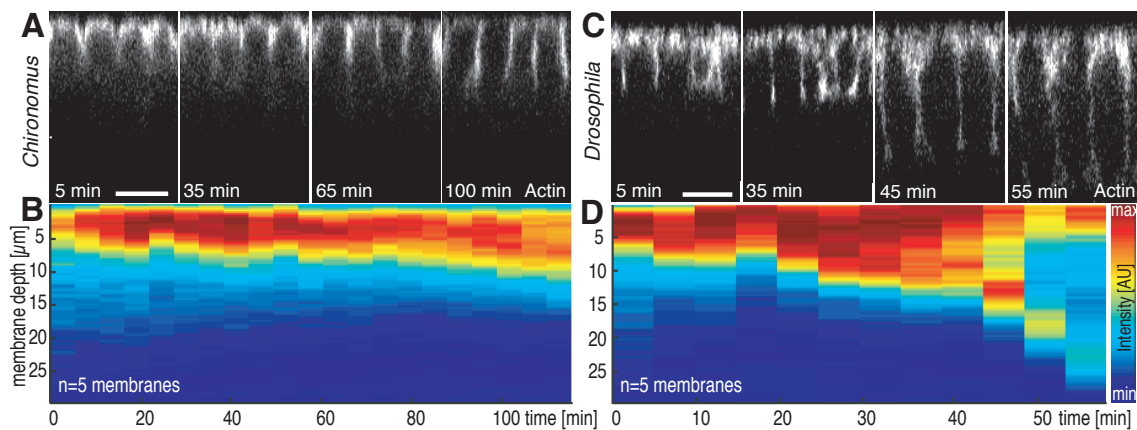 A
Chironomus
5 min
35 min
65 min
100 min
Actin
C
Drosophila
5 min
35 min
45 min
55 min
Actin
B
membrane depth [µm]
5
10
15
20
25
n=5 membranes
0 20 40 60 80 100 time [min]
D
5
10
15
20
25
n=5 membranes
0 10 20 30 40 50 time [min]
max
Intensity [AU]
min